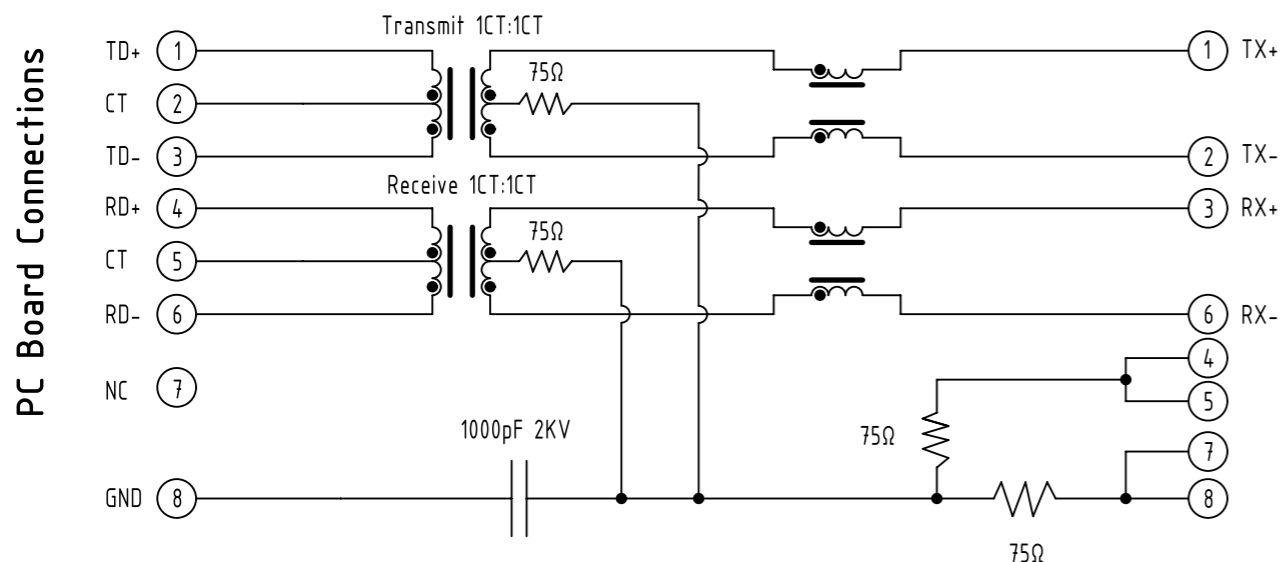 PC Board Connections
Transmit 1CT:1CT
TD+ 1
75Ω
1 TX+
CT 2
TD- 3
2 TX-
Receive 1CT:1CT
RD+ 4
3 RX+
75Ω
CT 5
RD- 6
6 RX-
4
NC 7
5
1000pF 2KV
75Ω
7
GND 8
8
75Ω